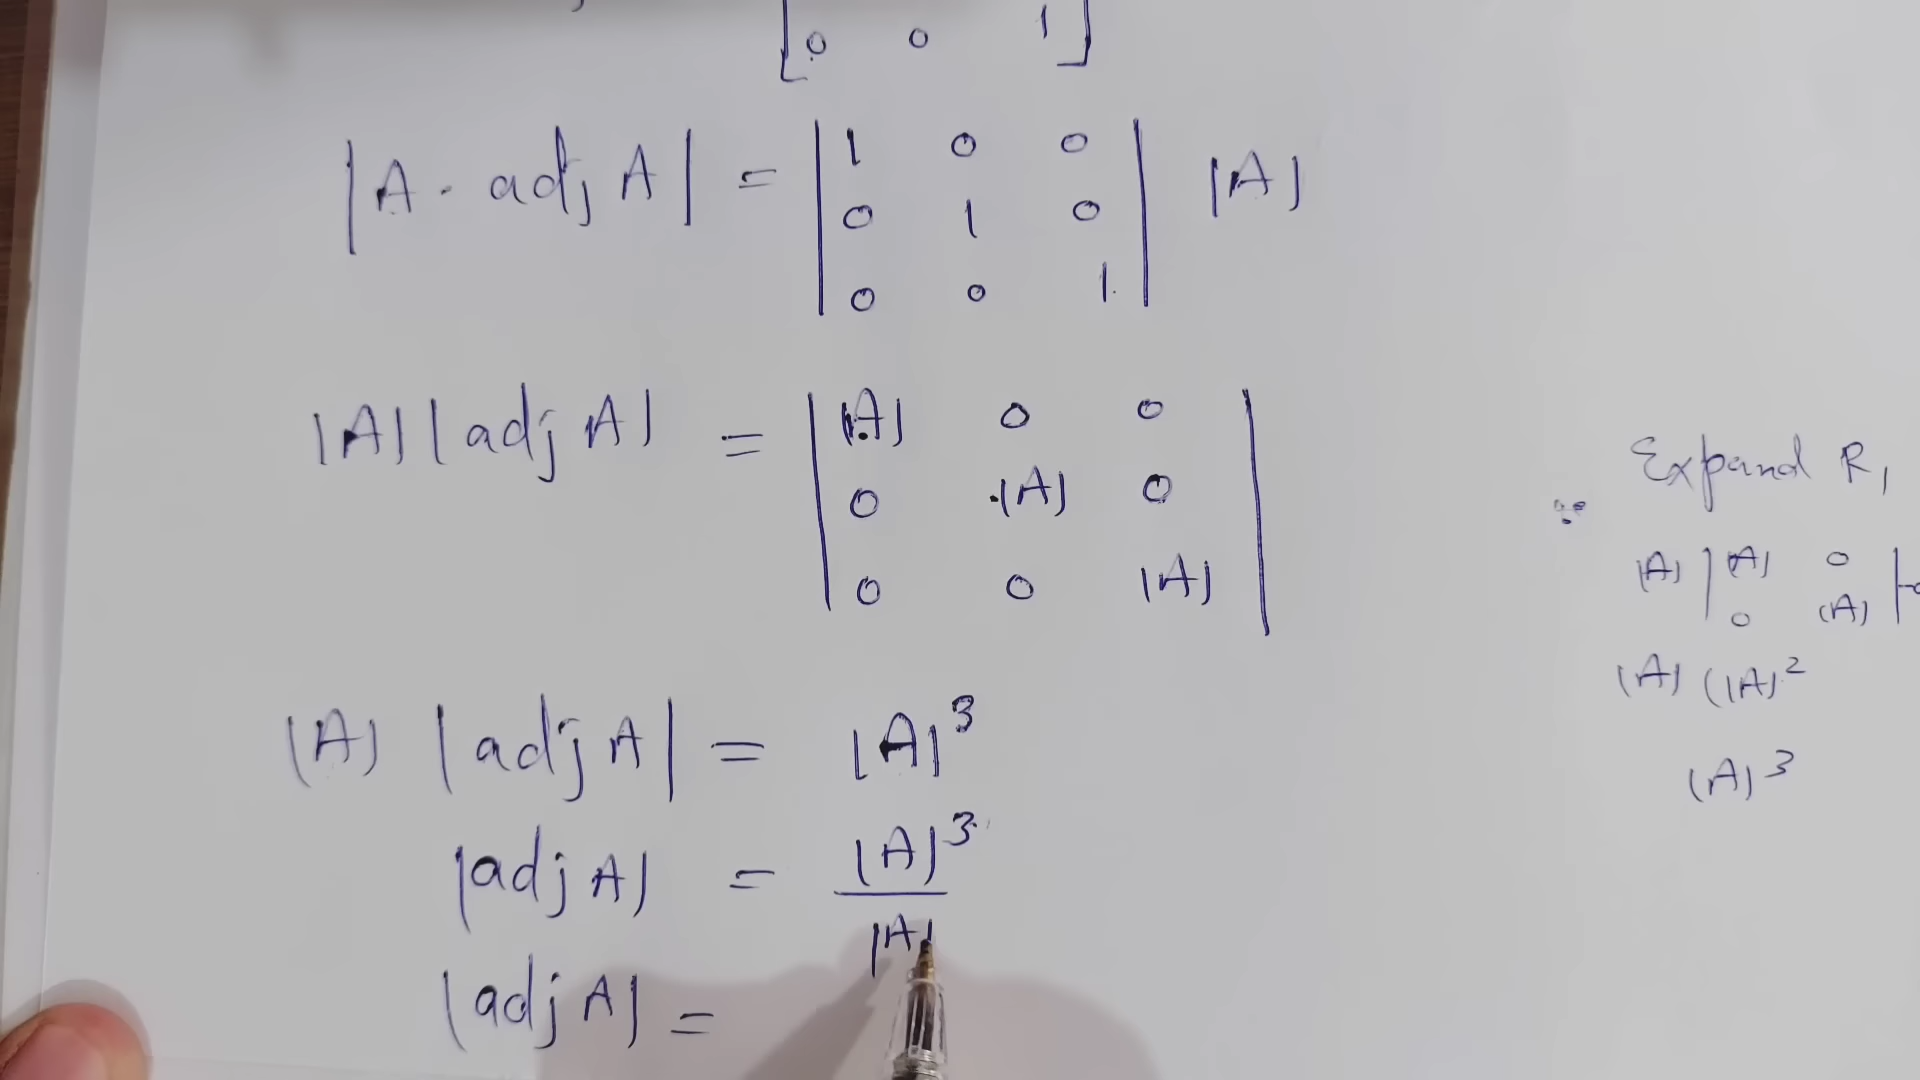 0 0 1
|A . adj A| = | 1 0 0 | |A|
0 1 0
0 0 1
|A| |adj A| = | |A| 0 0 |
0 |A| 0
0 0 |A|
|A| |adj A| = |A|³
|adj A| = |A|³
|A|
|adj A| =
∵ Expand R₁
|A| | |A| 0 |
0 |A|
|A| (|A|²
|A|³